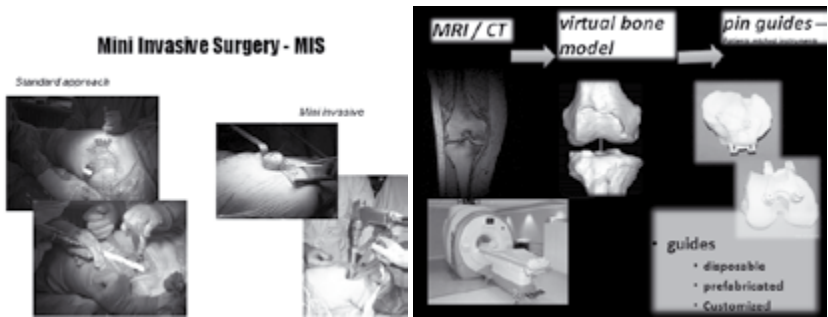 Mini Invasive Surgery - MIS
Standard approach
Mini invasive
MRI / CT
virtual bone
model
pin guides—
• guides
• disposable
• prefabricated
• Customized